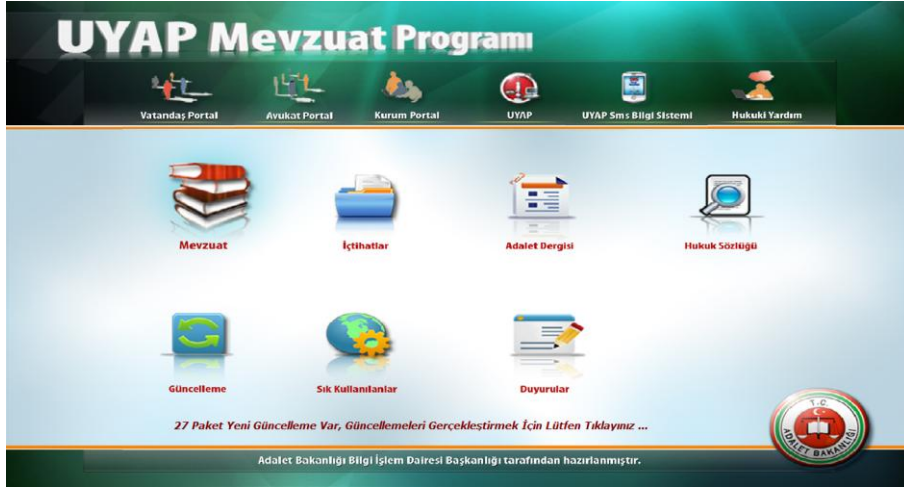 UYAP Mevzuat Programı
Vatandaş Portal Avukat Portal Kurum Portal UYAP UYAP Sms Bilgi Sistemi Hukuki Yardım
Mevzuat İçtihatlar Adalet Dergisi Hukuk Sözlüğü
Güncelleme Sık Kullanılanlar Duyurular
27 Paket Yeni Güncelleme Var, Güncellemeleri Gerçekleştirmek İçin Lütfen Tıklayınız ...
T.C.
ADALET BAKANLIĞI
Adalet Bakanlığı Bilgi İşlem Dairesi Başkanlığı tarafından hazırlanmıştır.